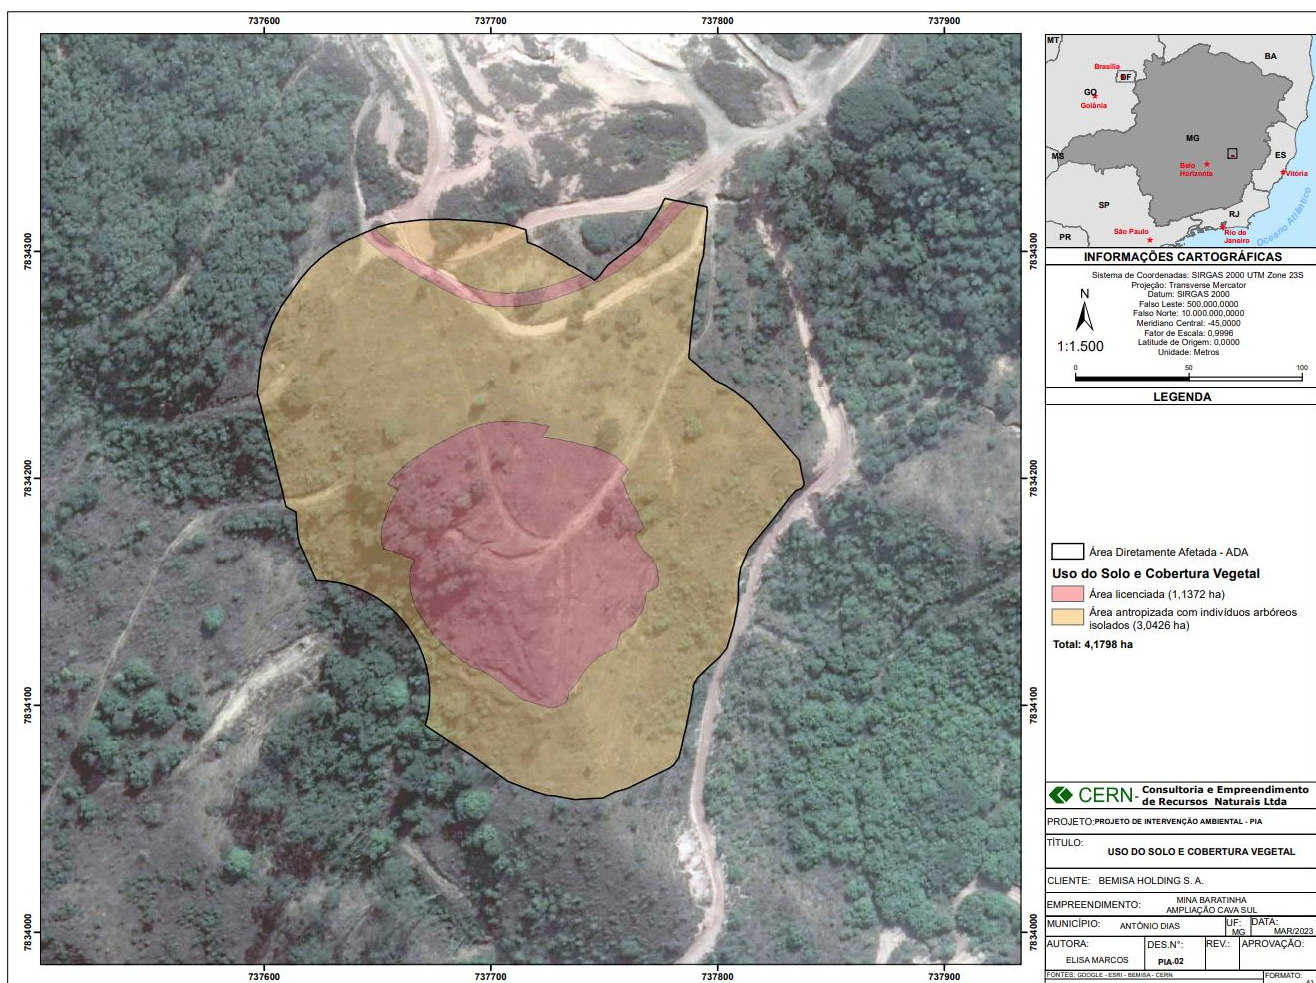 737600
737700
737800
737900
7834300
7834200
7834100
7834000
7834300
7834200
7834100
7834000
737600
737700
737800
737900
MT
BA
Brasília
DF
GO
Goiânia
MG
MS
Belo
Horizonte
ES
Vitória
SP
RJ
São Paulo
Rio de
Janeiro
PR
Oceano Atlântico
INFORMAÇÕES CARTOGRÁFICAS
Sistema de Coordenadas: SIRGAS 2000 UTM Zone 23S
Projeção: Transverse Mercator
Datum: SIRGAS 2000
Falso Leste: 500.000,0000
Falso Norte: 10.000.000,0000
Meridiano Central: -45,0000
Fator de Escala: 0,9996
Latitude de Origem: 0,0000
Unidade: Metros
N
1:1.500
0 50 100
LEGENDA
Área Diretamente Afetada - ADA
Uso do Solo e Cobertura Vegetal
Área licenciada (1,1372 ha)
Área antropizada com indivíduos arbóreos
isolados (3,0426 ha)
Total: 4,1798 ha
CERN- Consultoria e Empreendimento
de Recursos Naturais Ltda
PROJETO:PROJETO DE INTERVENÇÃO AMBIENTAL - PIA
TÍTULO:
USO DO SOLO E COBERTURA VEGETAL
CLIENTE: BEMISA HOLDING S. A.
EMPREENDIMENTO: MINA BARATINHA
AMPLIAÇÃO CAVA SUL
MUNICÍPIO: ANTÔNIO DIAS UF: MG DATA: MAR/2023
AUTORA: ELISA MARCOS DES.N°: PIA-02 REV.: APROVAÇÃO:
FONTES: GOOGLE - ESRI - BEMISA - CERN FORMATO: